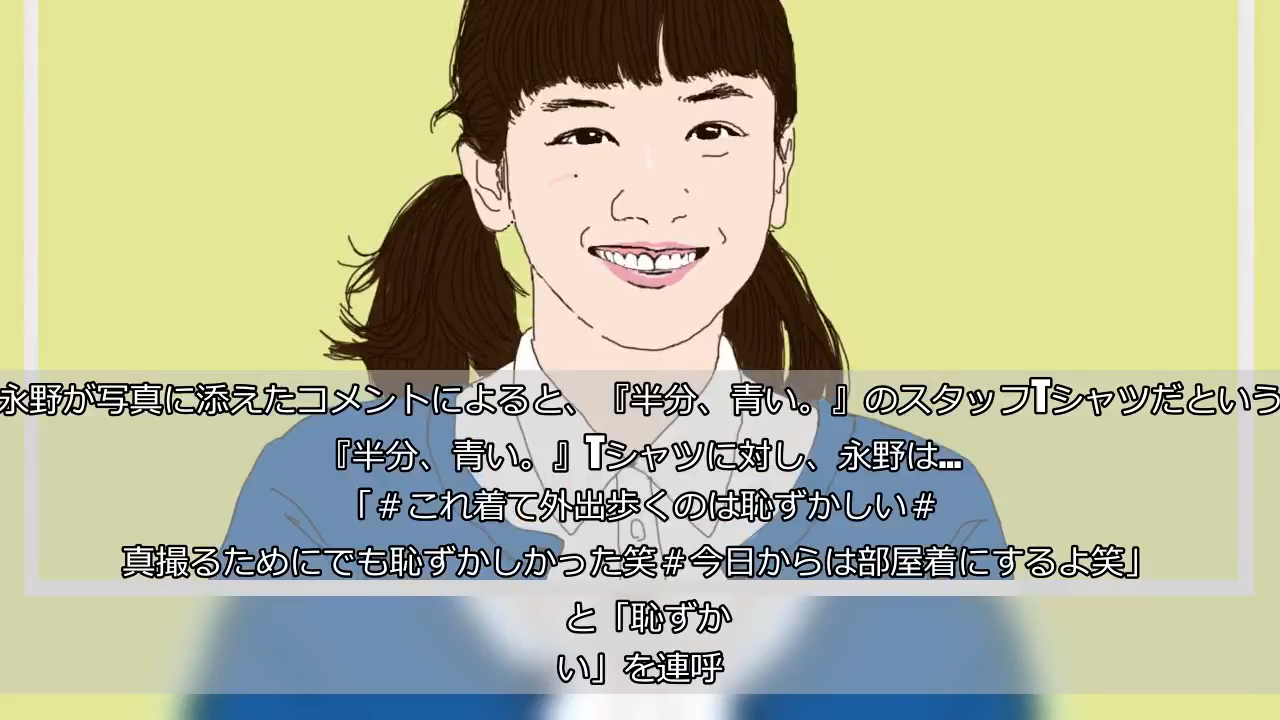 永野が写真に添えたコメントによると、『半分、青い。』のスタッフTシャツだという
『半分、青い。』Tシャツに対し、永野は...
「＃これ着て外出歩くのは恥ずかしい＃
真撮るためにでも恥ずかしかった笑＃今日からは部屋着にするよ笑」
と「恥ずか
い」を連呼